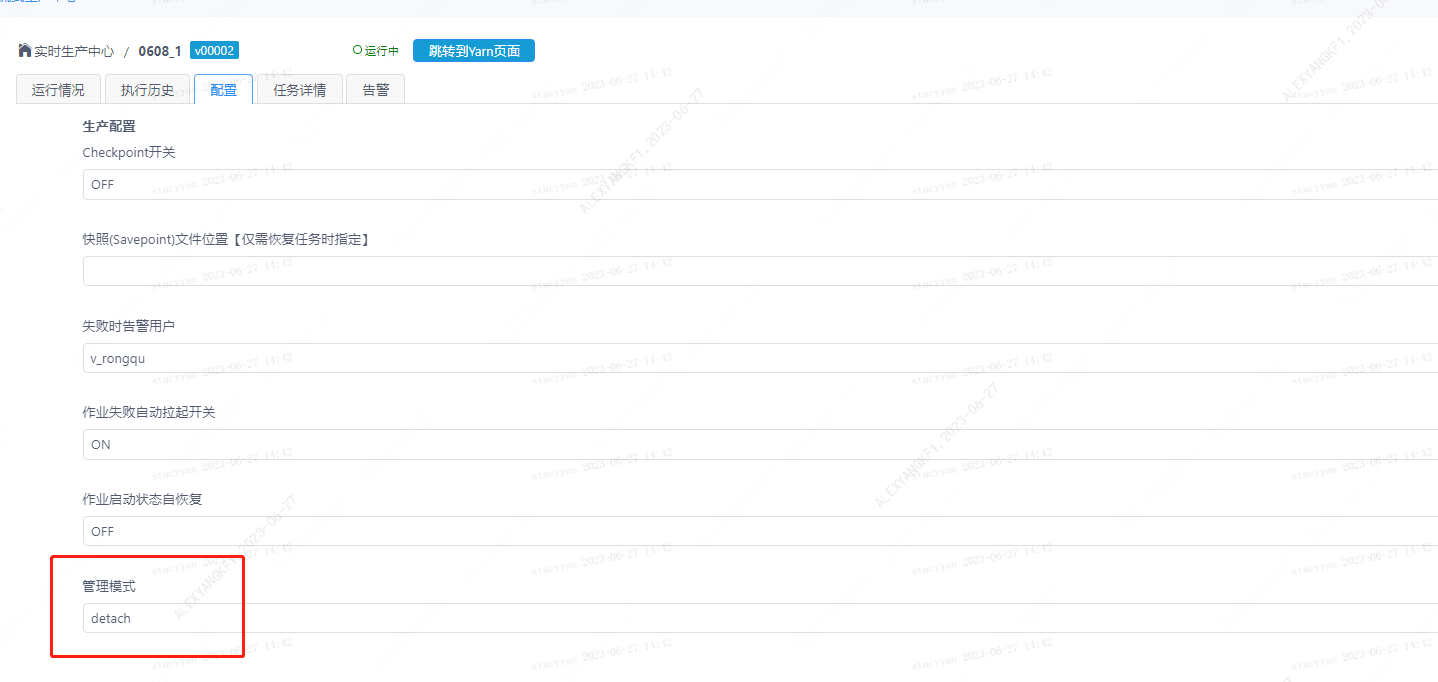 实时生产中心 / 0608_1 v00002 运行中 跳转到Yarn页面
运行情况 执行历史 配置 任务详情 告警
生产配置
Checkpoint开关
OFF
快照(Savepoint)文件位置【仅需恢复任务时指定】
失败时告警用户
v_rongqu
作业失败自动拉起开关
ON
作业启动状态自恢复
OFF
管理模式
detach
stacyyan 2023-06-27 14:42
ALEXYANGKF1,2023-06-27